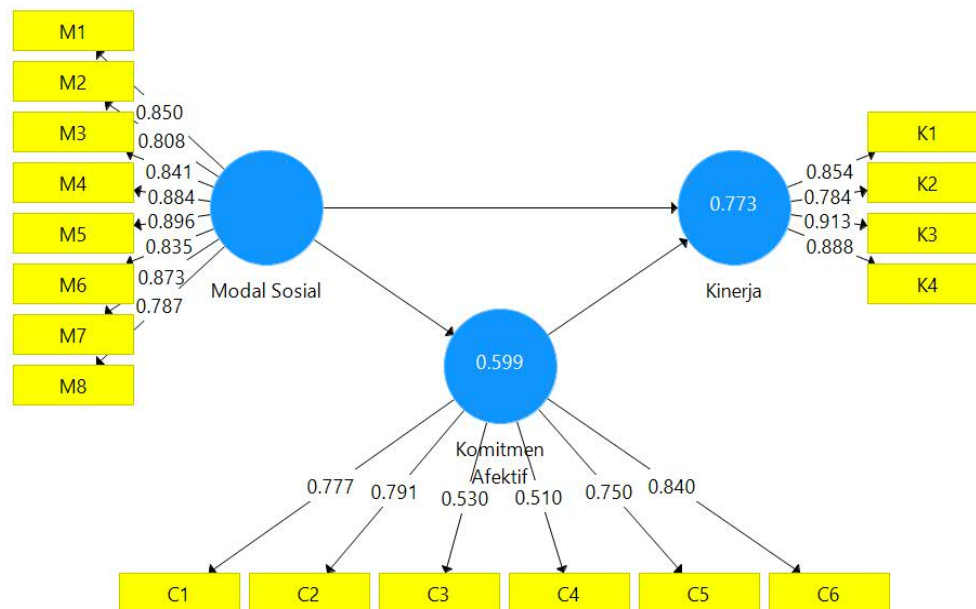 M1
M2
M3
M4
M5
M6
M7
M8
0.850
0.808
0.841
0.884
0.896
0.835
0.873
0.787
Modal Sosial
0.773
Kinerja
0.854
0.784
0.913
0.888
K1
K2
K3
K4
0.599
Komitmen
Afektif
0.777
0.791
0.530
0.510
0.750
0.840
C1
C2
C3
C4
C5
C6